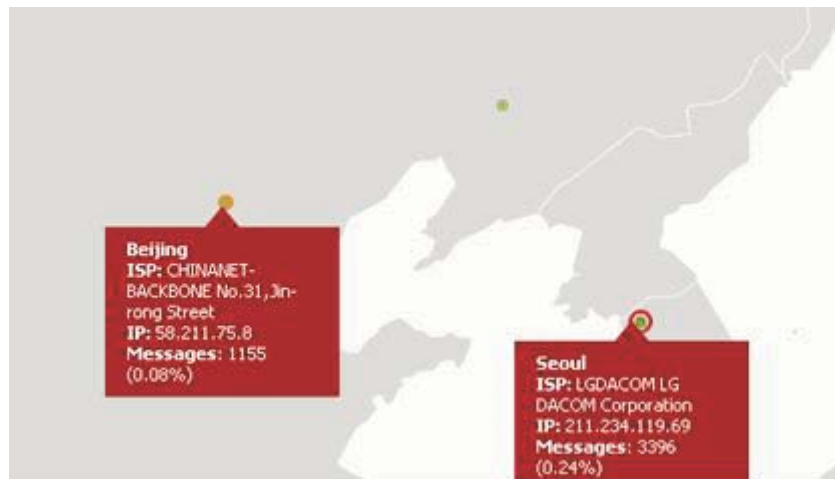 Beijing
ISP: CHINANET-
BACKBONE No.31,Jin-
rong Street
IP: 58.211.75.8
Messages: 1155
(0.08%)
Seoul
ISP: LGDACOM LG
DACOM Corporation
IP: 211.234.119.69
Messages: 3396
(0.24%)